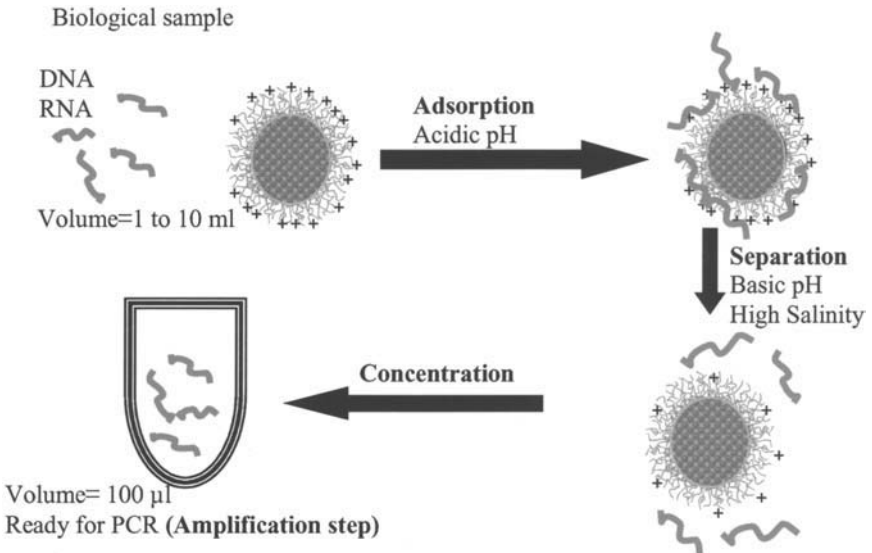 Biological sample
DNA
RNA
Volume=1 to 10 ml
Adsorption
Acidic pH
Separation
Basic pH
High Salinity
Concentration
Volume= 100 µl
Ready for PCR (Amplification step)